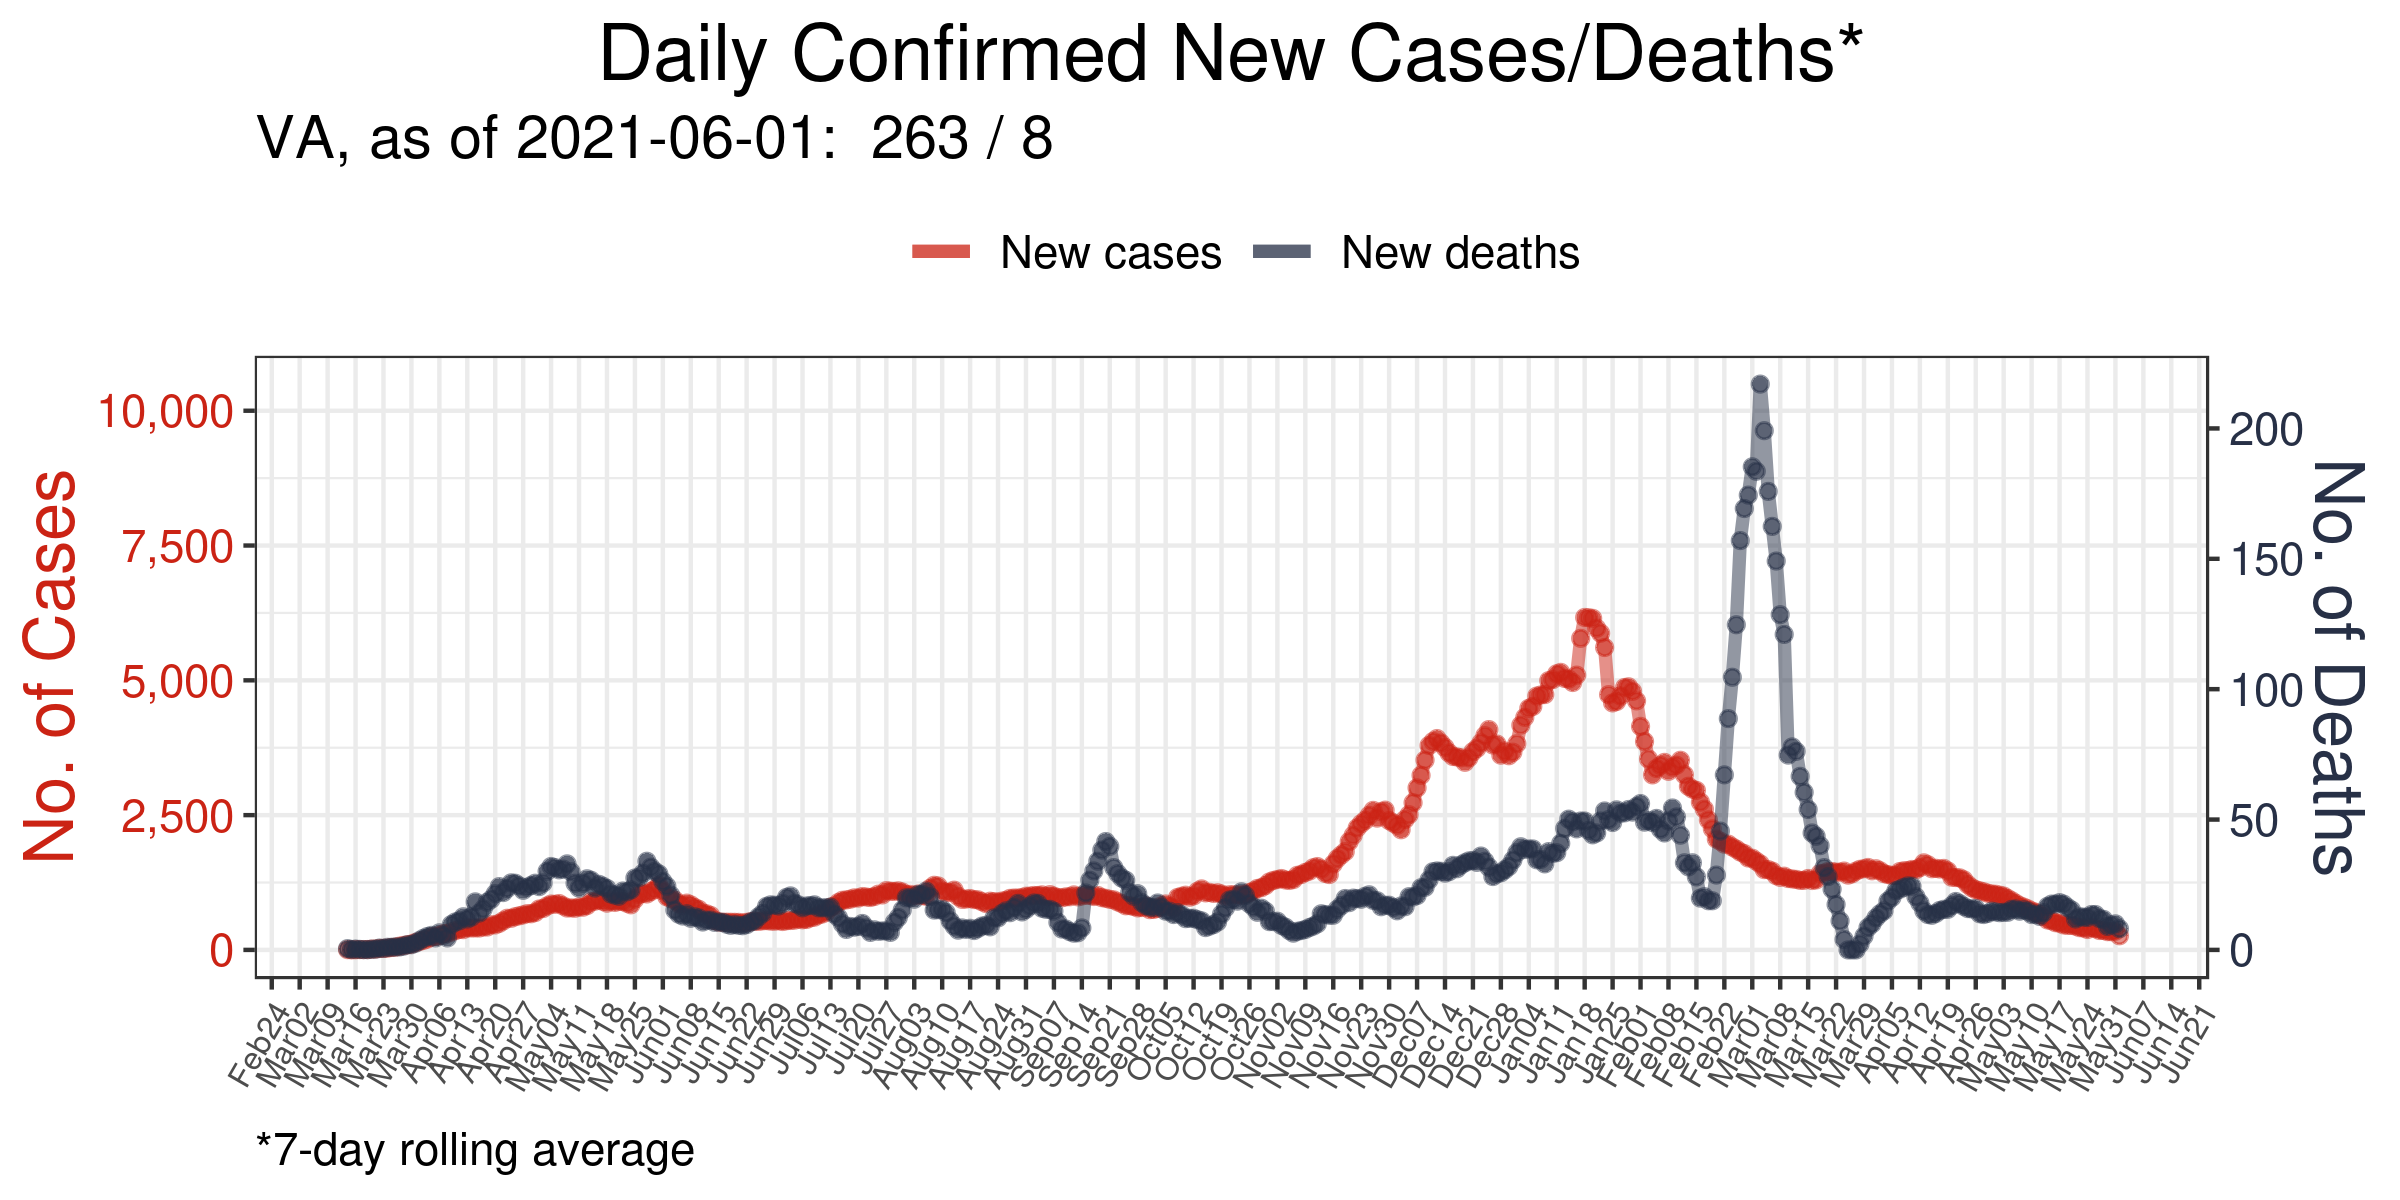 Daily Confirmed New Cases/Deaths*
VA, as of 2021-06-01:  263 / 8
New cases
New deaths
No. of Cases
10,000
7,500
5,000
2,500
0
200
150
100
50
0
No. of Deaths
Feb24
Mar02
Mar09
Mar16
Mar23
Mar30
Apr06
Apr13
Apr20
Apr27
May04
May11
May18
May25
Jun01
Jun08
Jun15
Jun22
Jun29
Jul06
Jul13
Jul20
Jul27
Aug03
Aug10
Aug17
Aug24
Aug31
Sep07
Sep14
Sep21
Sep28
Oct05
Oct12
Oct19
Oct26
Nov02
Nov09
Nov16
Nov23
Nov30
Dec07
Dec14
Dec21
Dec28
Jan04
Jan11
Jan18
Jan25
Feb01
Feb08
Feb15
Feb22
Mar01
Mar08
Mar15
Mar22
Mar29
Apr05
Apr12
Apr19
Apr26
May03
May10
May17
May24
May31
Jun07
Jun14
Jun21
*7-day rolling average